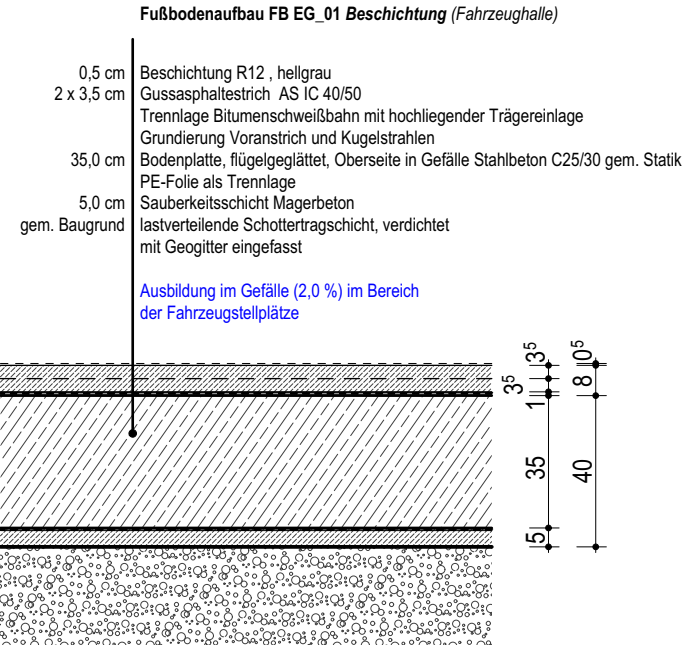 Fußbodenaufbau FB EG_01 Beschichtung (Fahrzeughalle)
0,5 cm Beschichtung R12 , hellgrau
2 x 3,5 cm Gussasphaltestrich AS IC 40/50
Trennlage Bitumenschweißbahn mit hochliegender Trägereinlage
Grundierung Voranstrich und Kugelstrahlen
35,0 cm Bodenplatte, flügelgeglättet, Oberseite in Gefälle Stahlbeton C25/30 gem. Statik
PE-Folie als Trennlage
5,0 cm Sauberkeitsschicht Magerbeton
gem. Baugrund lastverteilende Schottertragschicht, verdichtet
mit Geogitter eingefasst
Ausbildung im Gefälle (2,0 %) im Bereich
der Fahrzeugstellplätze
3⁵
0⁵
3⁵
8
1
35
40
5